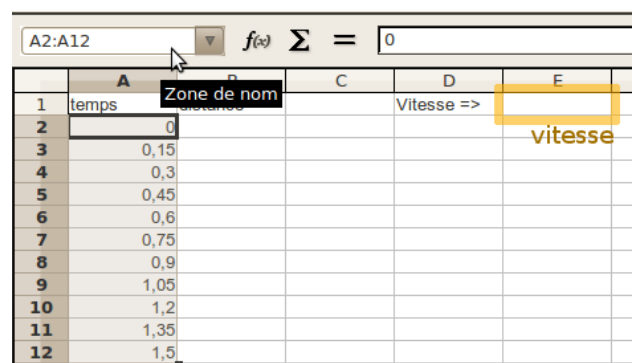 A2:A12 f(x) Σ = 0
A B C D E
1 temps distance Vitesse =>
Zone de nom
vitesse
2 0
3 0,15
4 0,3
5 0,45
6 0,6
7 0,75
8 0,9
9 1,05
10 1,2
11 1,35
12 1,5